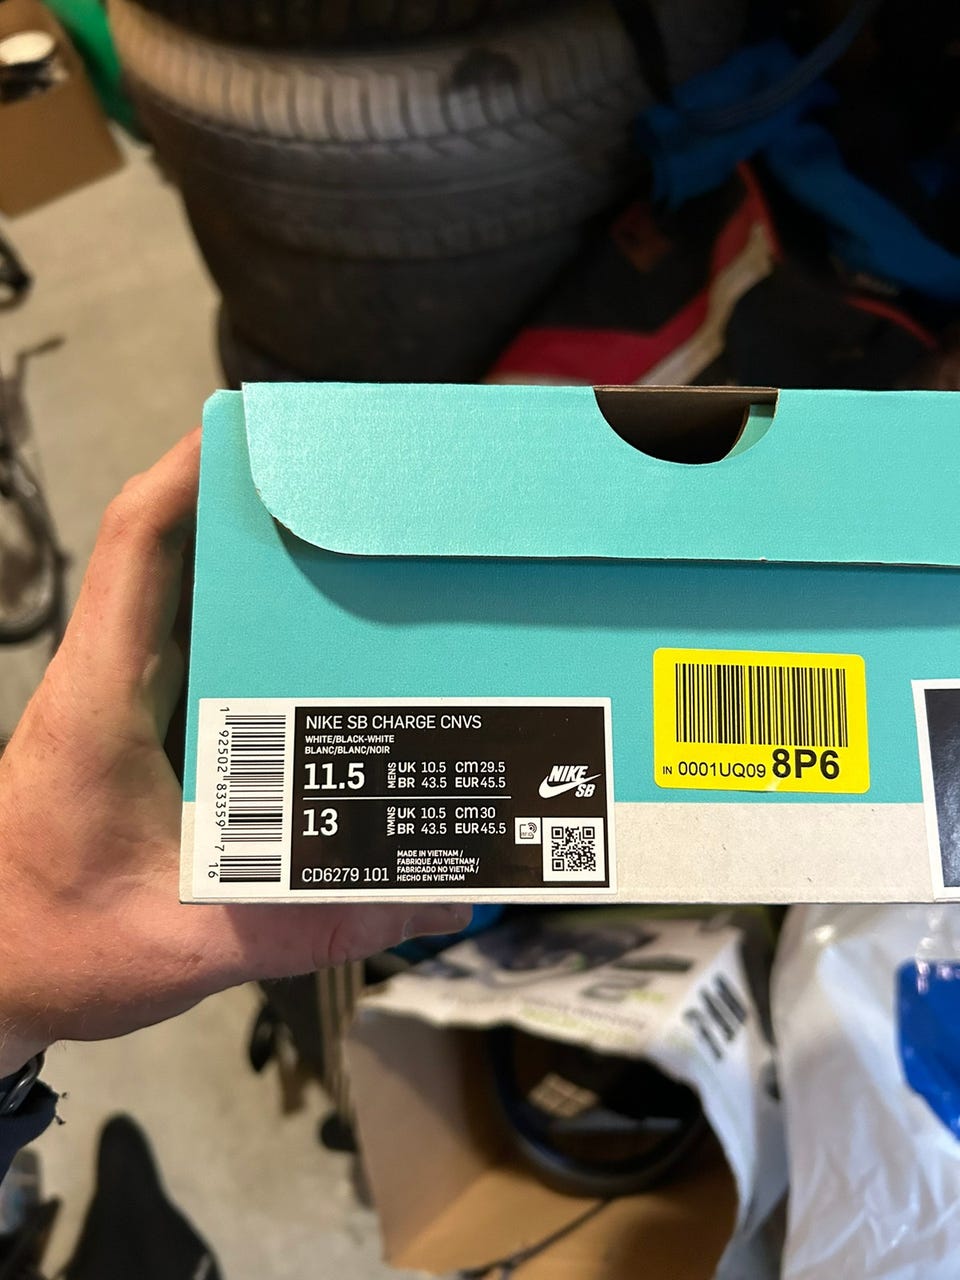 NIKE SB CHARGE CNVS
WHITE/BLACK-WHITE
BLANC/BLANC/NOIR
11.5 MENS UK 10.5 CM 29.5
BR 43.5 EUR 45.5
13 WMNS UK 10.5 CM 30
BR 43.5 EUR 45.5
MADE IN VIETNAM /
FABRIQUE AU VIETNAM /
FABRICADO NO VIETNÃ /
HECHO EN VIETNAM
CD6279 101
NIKE
SB
1 92502 83359 7 16
IN 0001UQ09 8P6